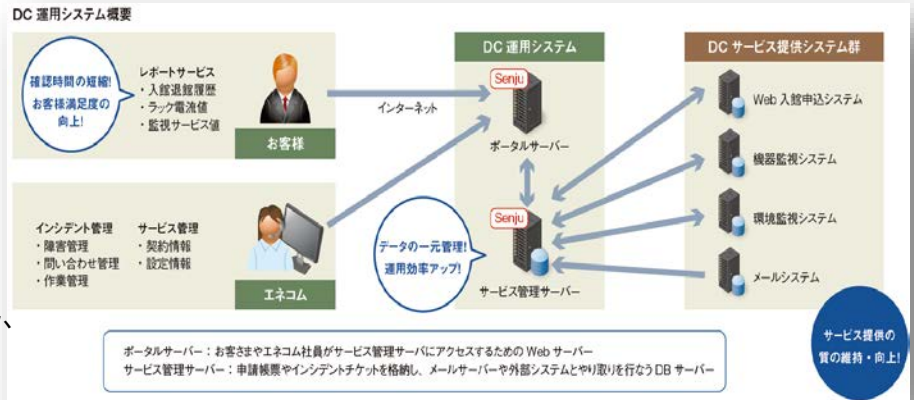 DC 運用システム概要
確認時間の短縮!
お客様満足度の
向上!
レポートサービス
・入館退館履歴
・ラック電流値
・監視サービス値
お客様
インターネット
インシデント管理
・障害管理
・問い合わせ管理
・作業管理
サービス管理
・契約情報
・設定情報
エネコム
DC 運用システム
Senju
ポータルサーバー
Senju
データの一元管理!
運用効率アップ!
サービス管理サーバー
DC サービス提供システム群
Web 入館申込システム
機器監視システム
環境監視システム
メールシステム
サービス提供の
質の維持・向上!
ポータルサーバー：お客さまやエネコム社員がサービス管理サーバにアクセスするための Web サーバー
サービス管理サーバー：申請帳票やインシデントチケットを格納し、メールサーバーや外部システムとやり取りを行なう DB サーバー